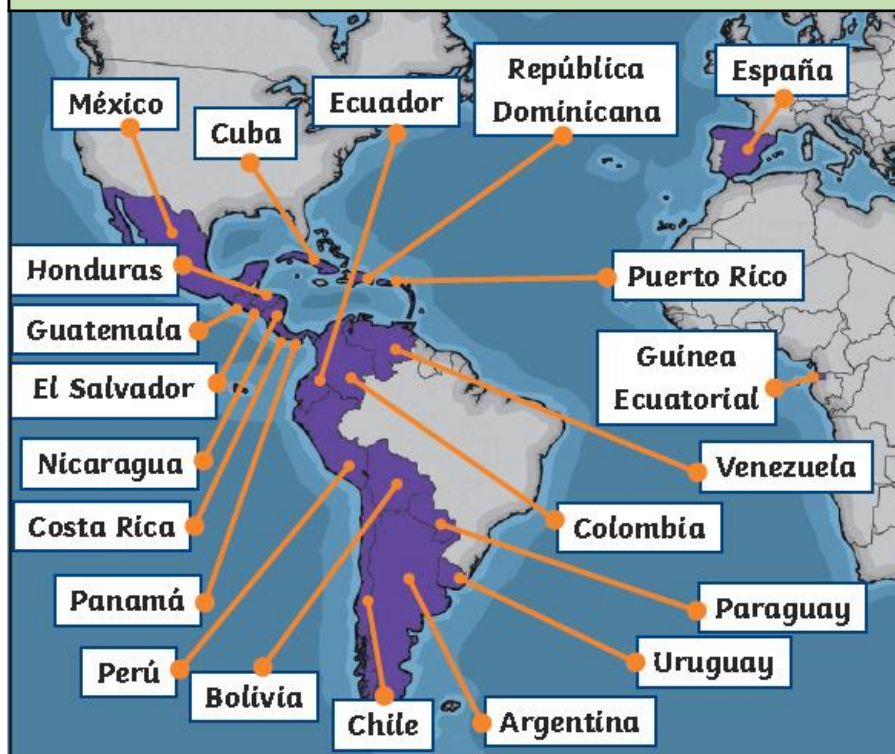 México
Cuba
Ecuador
República
Dominicana
España
Honduras
Puerto Rico
Guatemala
Guinea
Ecuatorial
El Salvador
Nicaragua
Venezuela
Costa Rica
Colombia
Panamá
Paraguay
Perú
Uruguay
Bolivia
Chile
Argentina